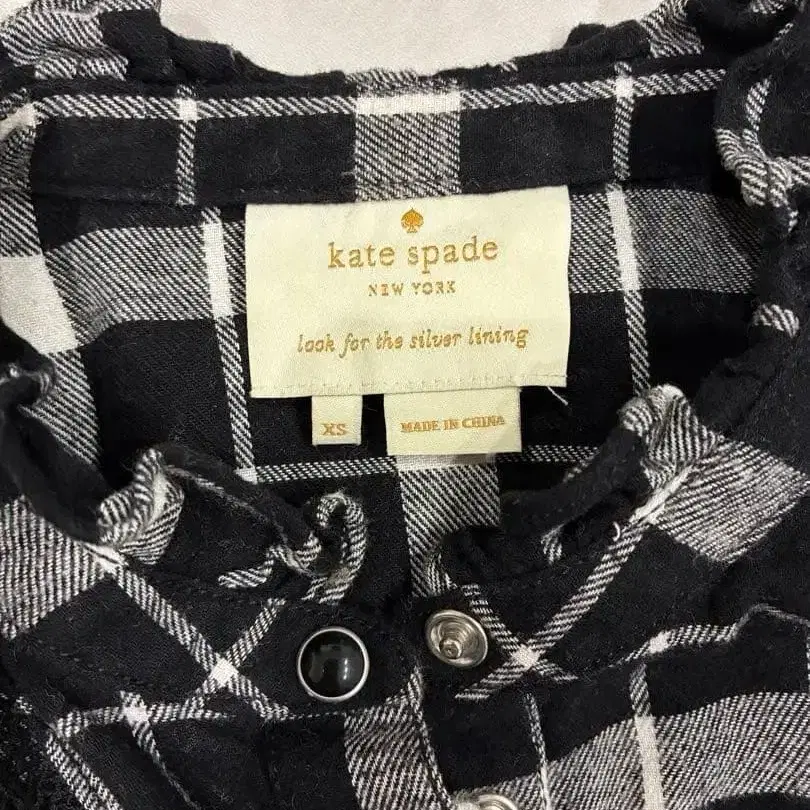 kate spade
NEW YORK
look for the silver lining
XS
MADE IN CHINA